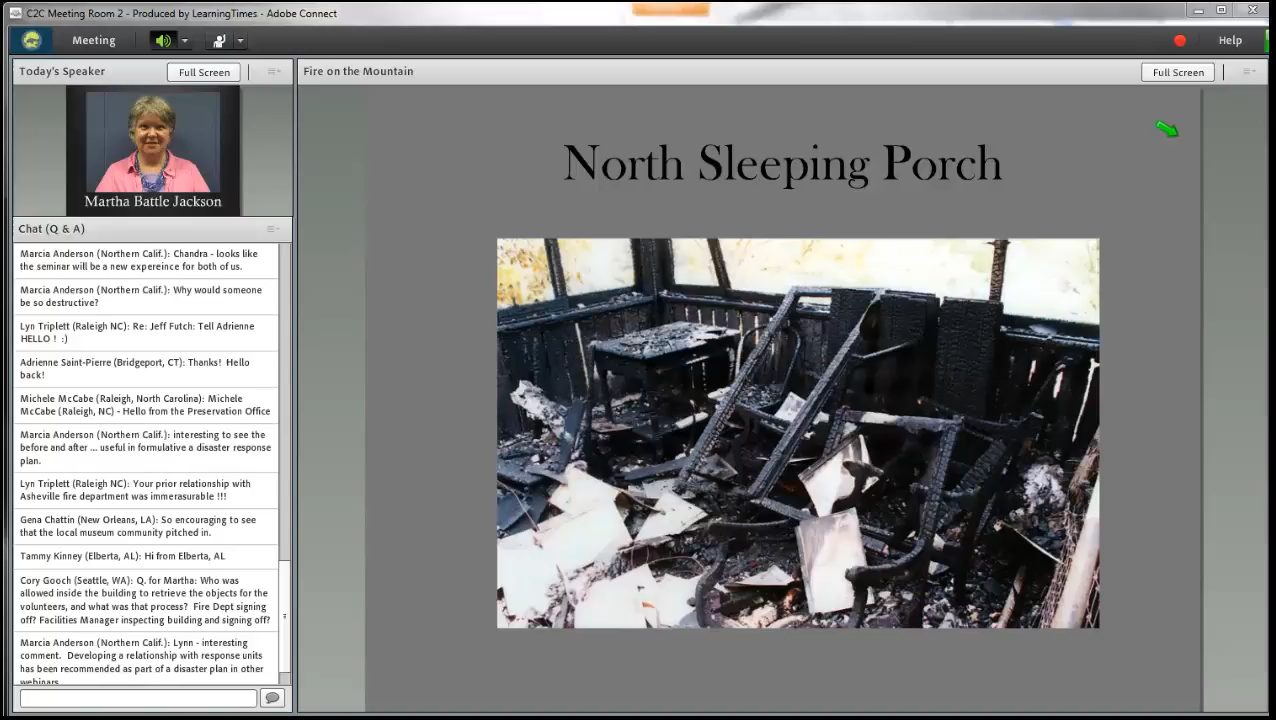 C2C Meeting Room 2 - Produced by LearningTimes - Adobe Connect
Meeting
Help
Today's Speaker
Full Screen
Fire on the Mountain
Full Screen
Martha Battle Jackson
North Sleeping Porch
Chat (Q & A)
Marcia Anderson (Northern Calif.): Chandra - looks like
the seminar will be a new expereince for both of us.
Marcia Anderson (Northern Calif.): Why would someone
be so destructive?
Lyn Triplett (Raleigh NC): Re: Jeff Futch: Tell Adrienne
HELLO ! :)
Adrienne Saint-Pierre (Bridgeport, CT): Thanks! Hello
back!
Michele McCabe (Raleigh, North Carolina): Michele
McCabe (Raleigh, NC) - Hello from the Preservation Office
Marcia Anderson (Northern Calif.): interesting to see the
before and after ... useful in formulative a disaster response
plan.
Lyn Triplett (Raleigh NC): Your prior relationship with
Asheville fire department was immerasurable !!!
Gena Chattin (New Orleans, LA): So encouraging to see
that the local museum community pitched in.
Tammy Kinney (Elberta, AL): Hi from Elberta, AL
Cory Gooch (Seattle, WA): Q. for Martha: Who was
allowed inside the building to retrieve the objects for the
volunteers, and what was that process? Fire Dept signing
off? Facilities Manager inspecting building and signing off?
Marcia Anderson (Northern Calif.): Lynn - interesting
comment. Developing a relationship with response units
has been recommended as part of a disaster plan in other
webinars.